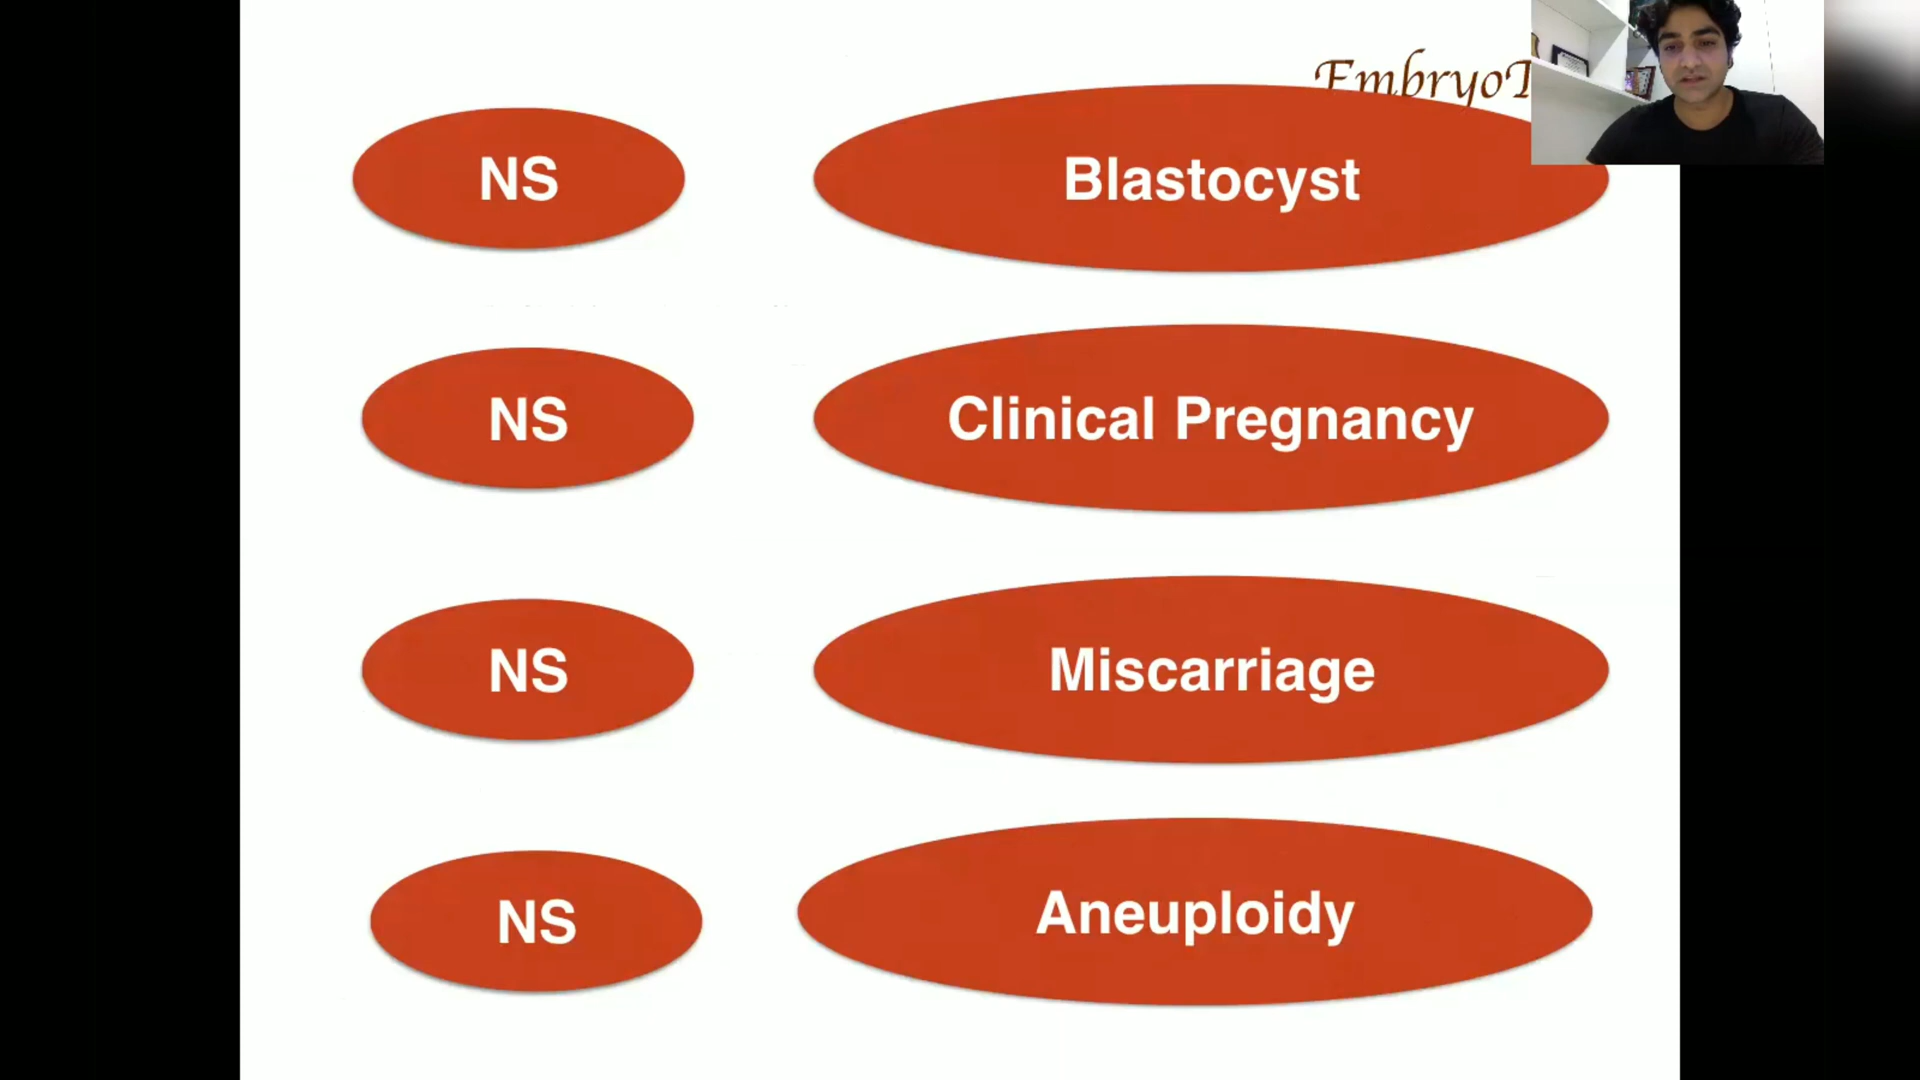 NS
Blastocyst
NS
Clinical Pregnancy
NS
Miscarriage
NS
Aneuploidy